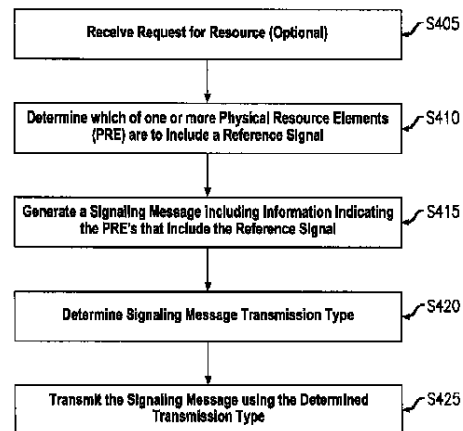 Receive Request for Resource (Optional)
S405
Determine which of one or more Physical Resource Elements
(PRE) are to Include a Reference Signal
S410
Generate a Signaling Message including Information Indicating
the PRE's that Include the Reference Signal
S415
Determine Signaling Message Transmission Type
S420
Transmit the Signaling Message using the Determined
Transmission Type
S425